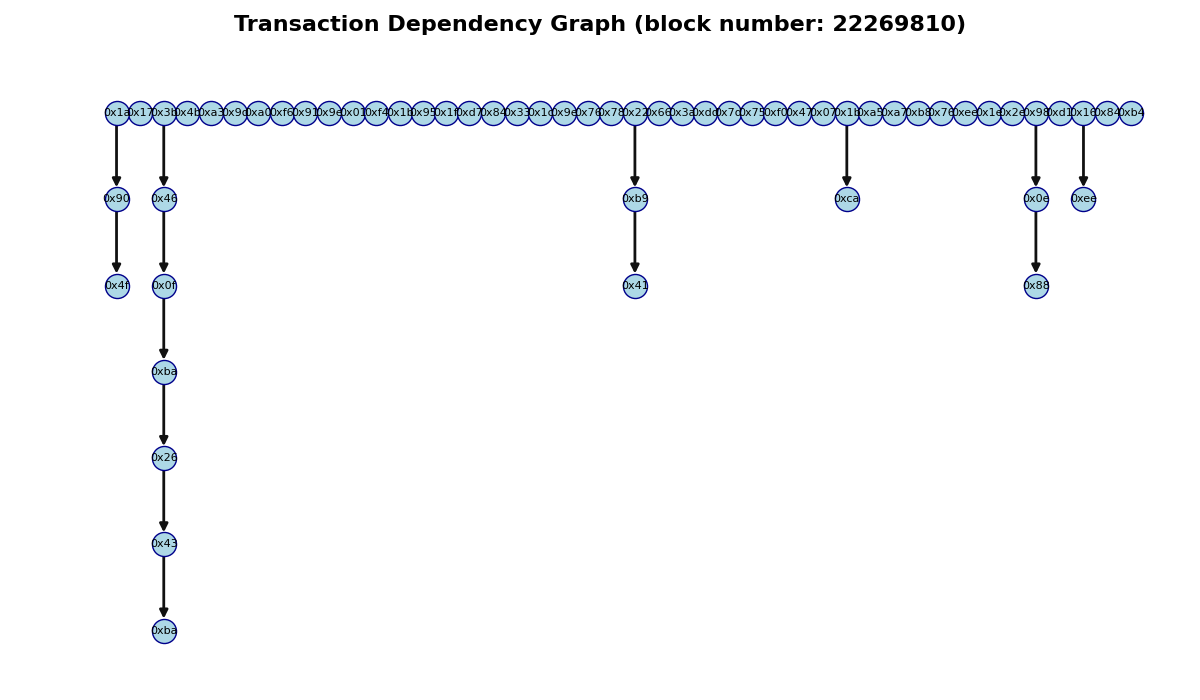 Transaction Dependency Graph (block number: 22269810)
0x1a 0x17 0x3b 0x4b 0xa3 0xa0 0xf6 0x91 0x9e 0x01 0xf4 0x1b 0x95 0x1f 0xd7 0x84 0x33 0x9e 0x76 0x78 0x22 0x66 0x3a 0xdd 0x75 0xf0 0x47 0x07 0x1b 0xa5 0xa7 0xb8 0x76 0xee 0x1e 0x2e 0x98 0xd1 0x16 0x84 0xb4
0x90 0x46 0xb9 0xca 0x0e 0xee
0x4f 0x0f 0x41 0x88
0xba
0x26
0x43
0xba